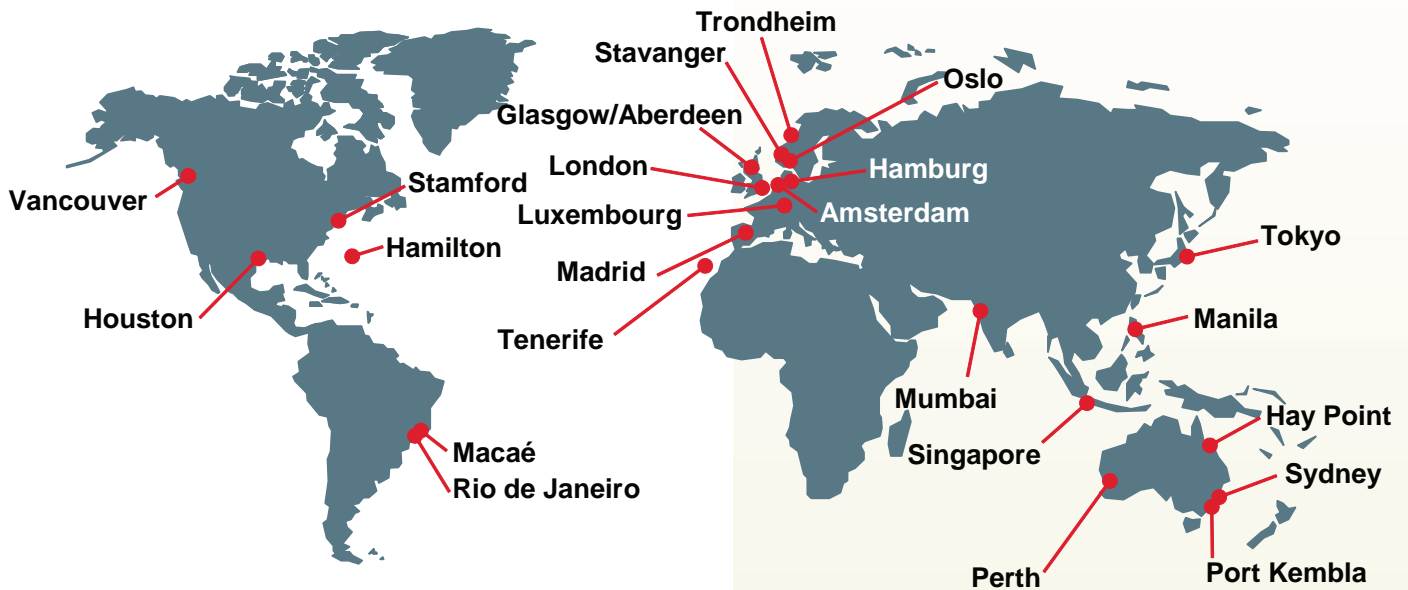 Trondheim
Stavanger
Oslo
Glasgow/Aberdeen
London
Hamburg
Vancouver
Stamford
Luxembourg
Amsterdam
Hamilton
Tokyo
Madrid
Houston
Manila
Tenerife
Mumbai
Hay Point
Macaé
Singapore
Sydney
Rio de Janeiro
Perth
Port Kembla